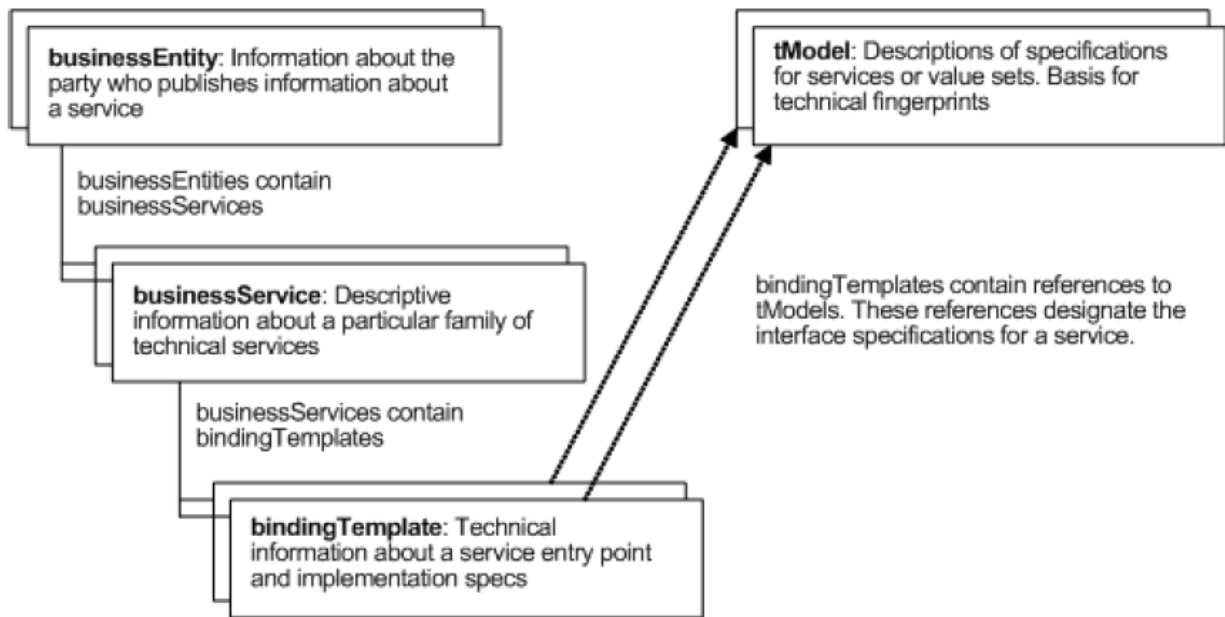 businessEntity: Information about the
party who publishes information about
a service
tModel: Descriptions of specifications
for services or value sets. Basis for
technical fingerprints
businessEntities contain
businessServices
businessService: Descriptive
information about a particular family of
technical services
bindingTemplates contain references to
tModels. These references designate the
interface specifications for a service.
businessServices contain
bindingTemplates
bindingTemplate: Technical
information about a service entry point
and implementation specs